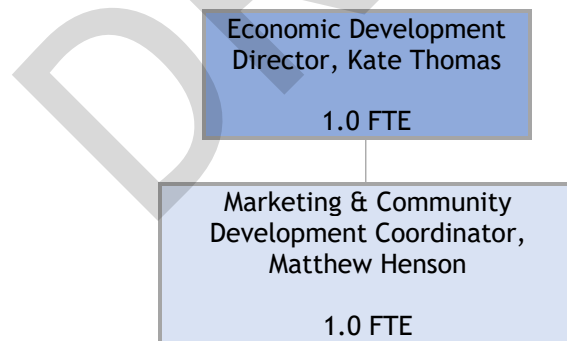 Economic Development
Director, Kate Thomas
1.0 FTE
Marketing & Community
Development Coordinator,
Matthew Henson
1.0 FTE